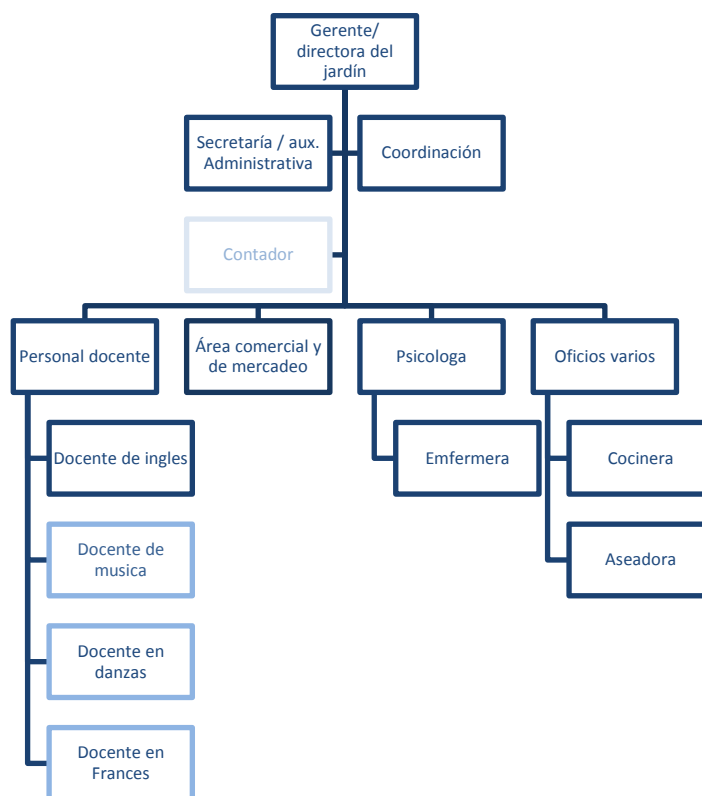 Gerente/
directora del
jardín
Secretaría / aux.
Administrativa
Coordinación
Contador
Personal docente
Área comercial y
de mercadeo
Psicologa
Oficios varios
Docente de ingles
Emfermera
Cocinera
Docente de
musica
Aseadora
Docente en
danzas
Docente en
Frances